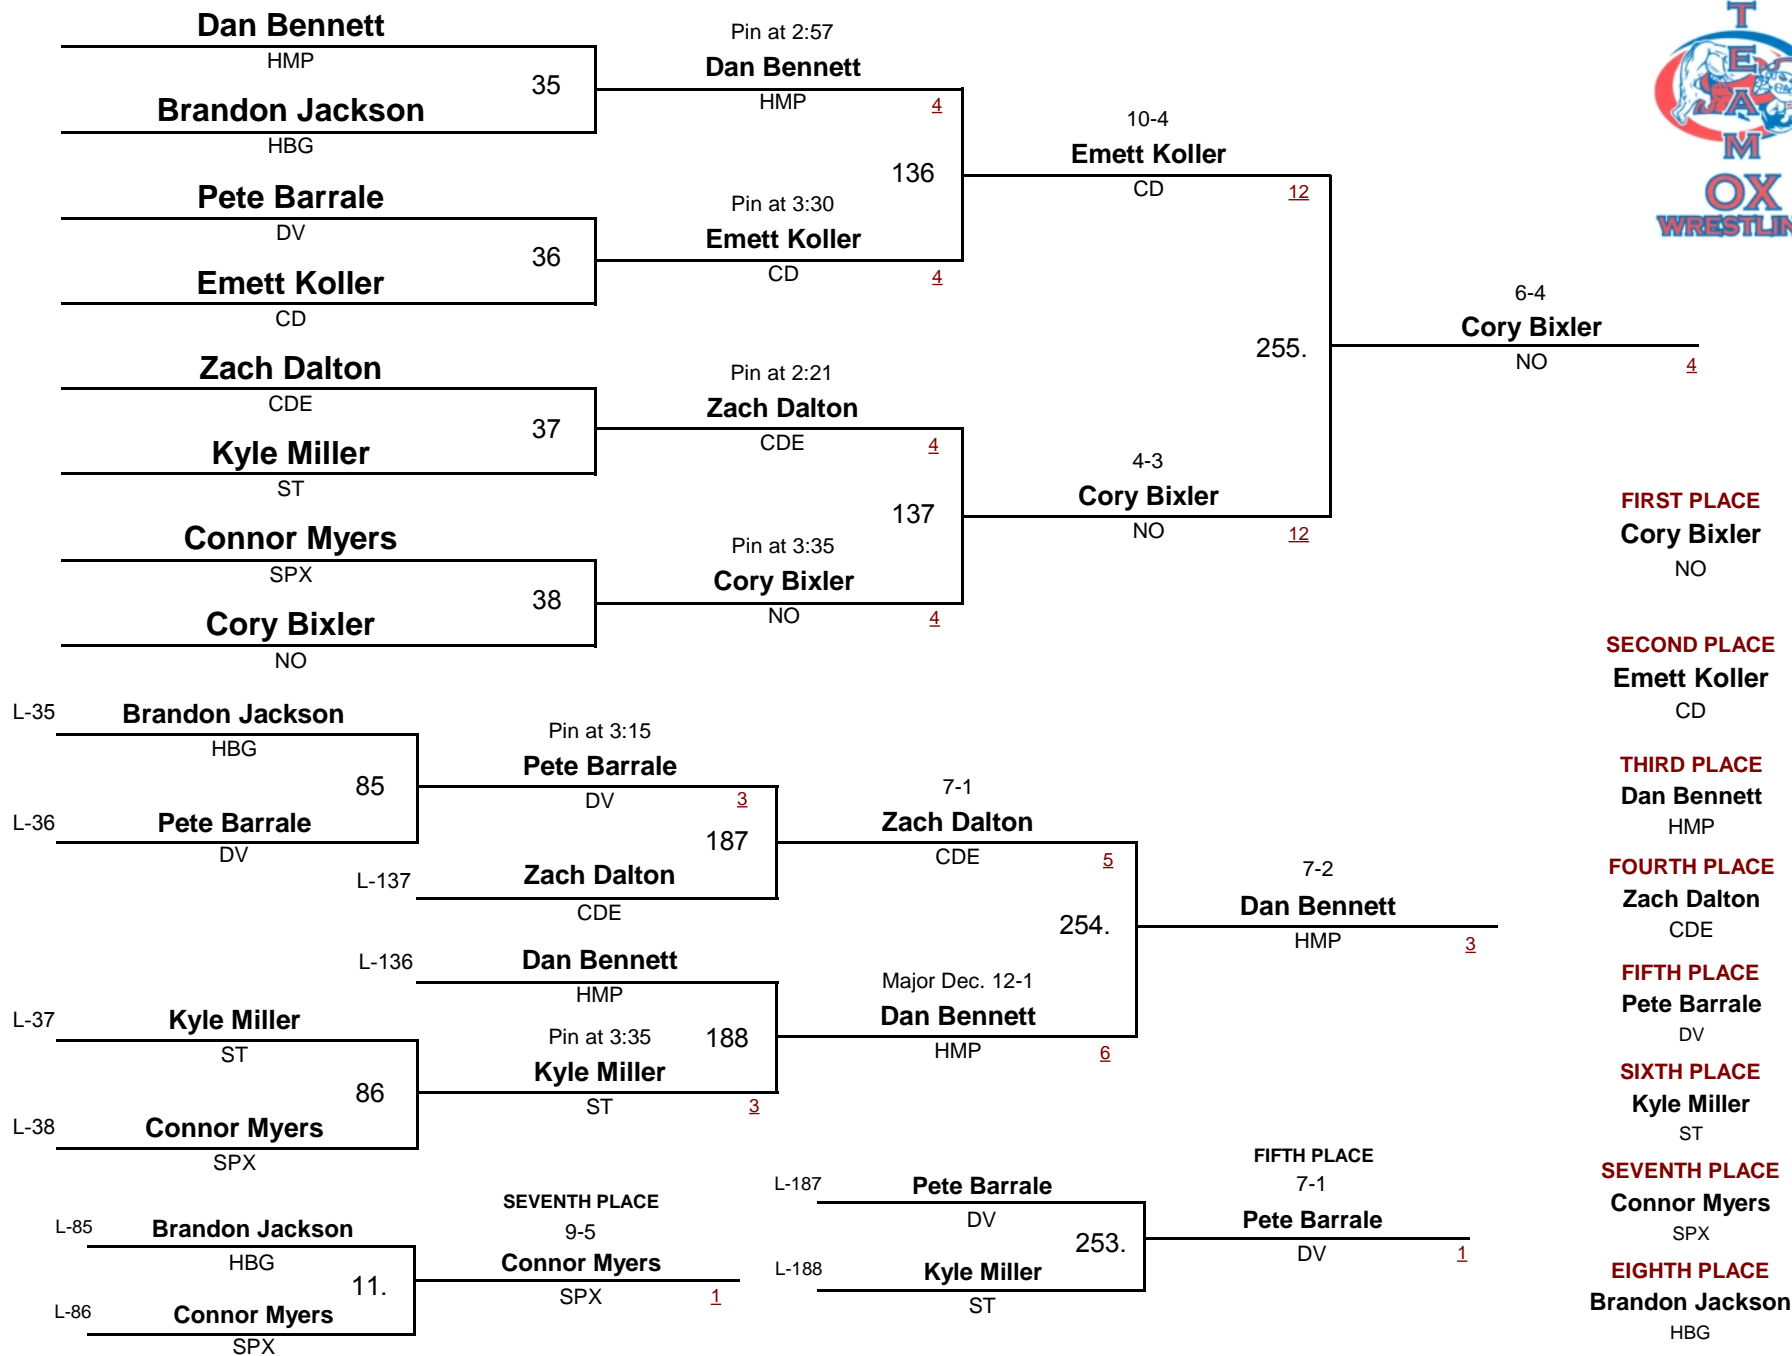 Dan Bennett
HMP
35
Brandon Jackson
HBG
Pete Barrale
DV
36
Emett Koller
CD
Zach Dalton
CDE
37
Kyle Miller
ST
Connor Myers
SPX
38
Cory Bixler
NO
Pin at 2:57
Dan Bennett
HMP
4
136
Pin at 3:30
Emett Koller
CD
4
Pin at 2:21
Zach Dalton
CDE
4
137
Pin at 3:35
Cory Bixler
NO
4
10-4
Emett Koller
CD
12
255.
4-3
Cory Bixler
NO
12
6-4
Cory Bixler
NO
4
TEAM
OX
WRESTLIN
FIRST PLACE
Cory Bixler
NO
SECOND PLACE
Emett Koller
CD
THIRD PLACE
Dan Bennett
HMP
FOURTH PLACE
Zach Dalton
CDE
FIFTH PLACE
Pete Barrale
DV
SIXTH PLACE
Kyle Miller
ST
SEVENTH PLACE
Connor Myers
SPX
EIGHTH PLACE
Brandon Jackson
HBG
L-35
Brandon Jackson
HBG
85
L-36
Pete Barrale
DV
Pin at 3:15
Pete Barrale
DV
3
187
L-137
Zach Dalton
CDE
L-136
Dan Bennett
HMP
188
L-37
Kyle Miller
ST
86
L-38
Connor Myers
SPX
Pin at 3:35
Kyle Miller
ST
3
7-1
Zach Dalton
CDE
5
254.
Major Dec. 12-1
Dan Bennett
HMP
6
7-2
Dan Bennett
HMP
3
L-85
Brandon Jackson
HBG
11.
L-86
Connor Myers
SPX
SEVENTH PLACE
9-5
Connor Myers
SPX
1
L-187
Pete Barrale
DV
253.
L-188
Kyle Miller
ST
FIFTH PLACE
7-1
Pete Barrale
DV
1